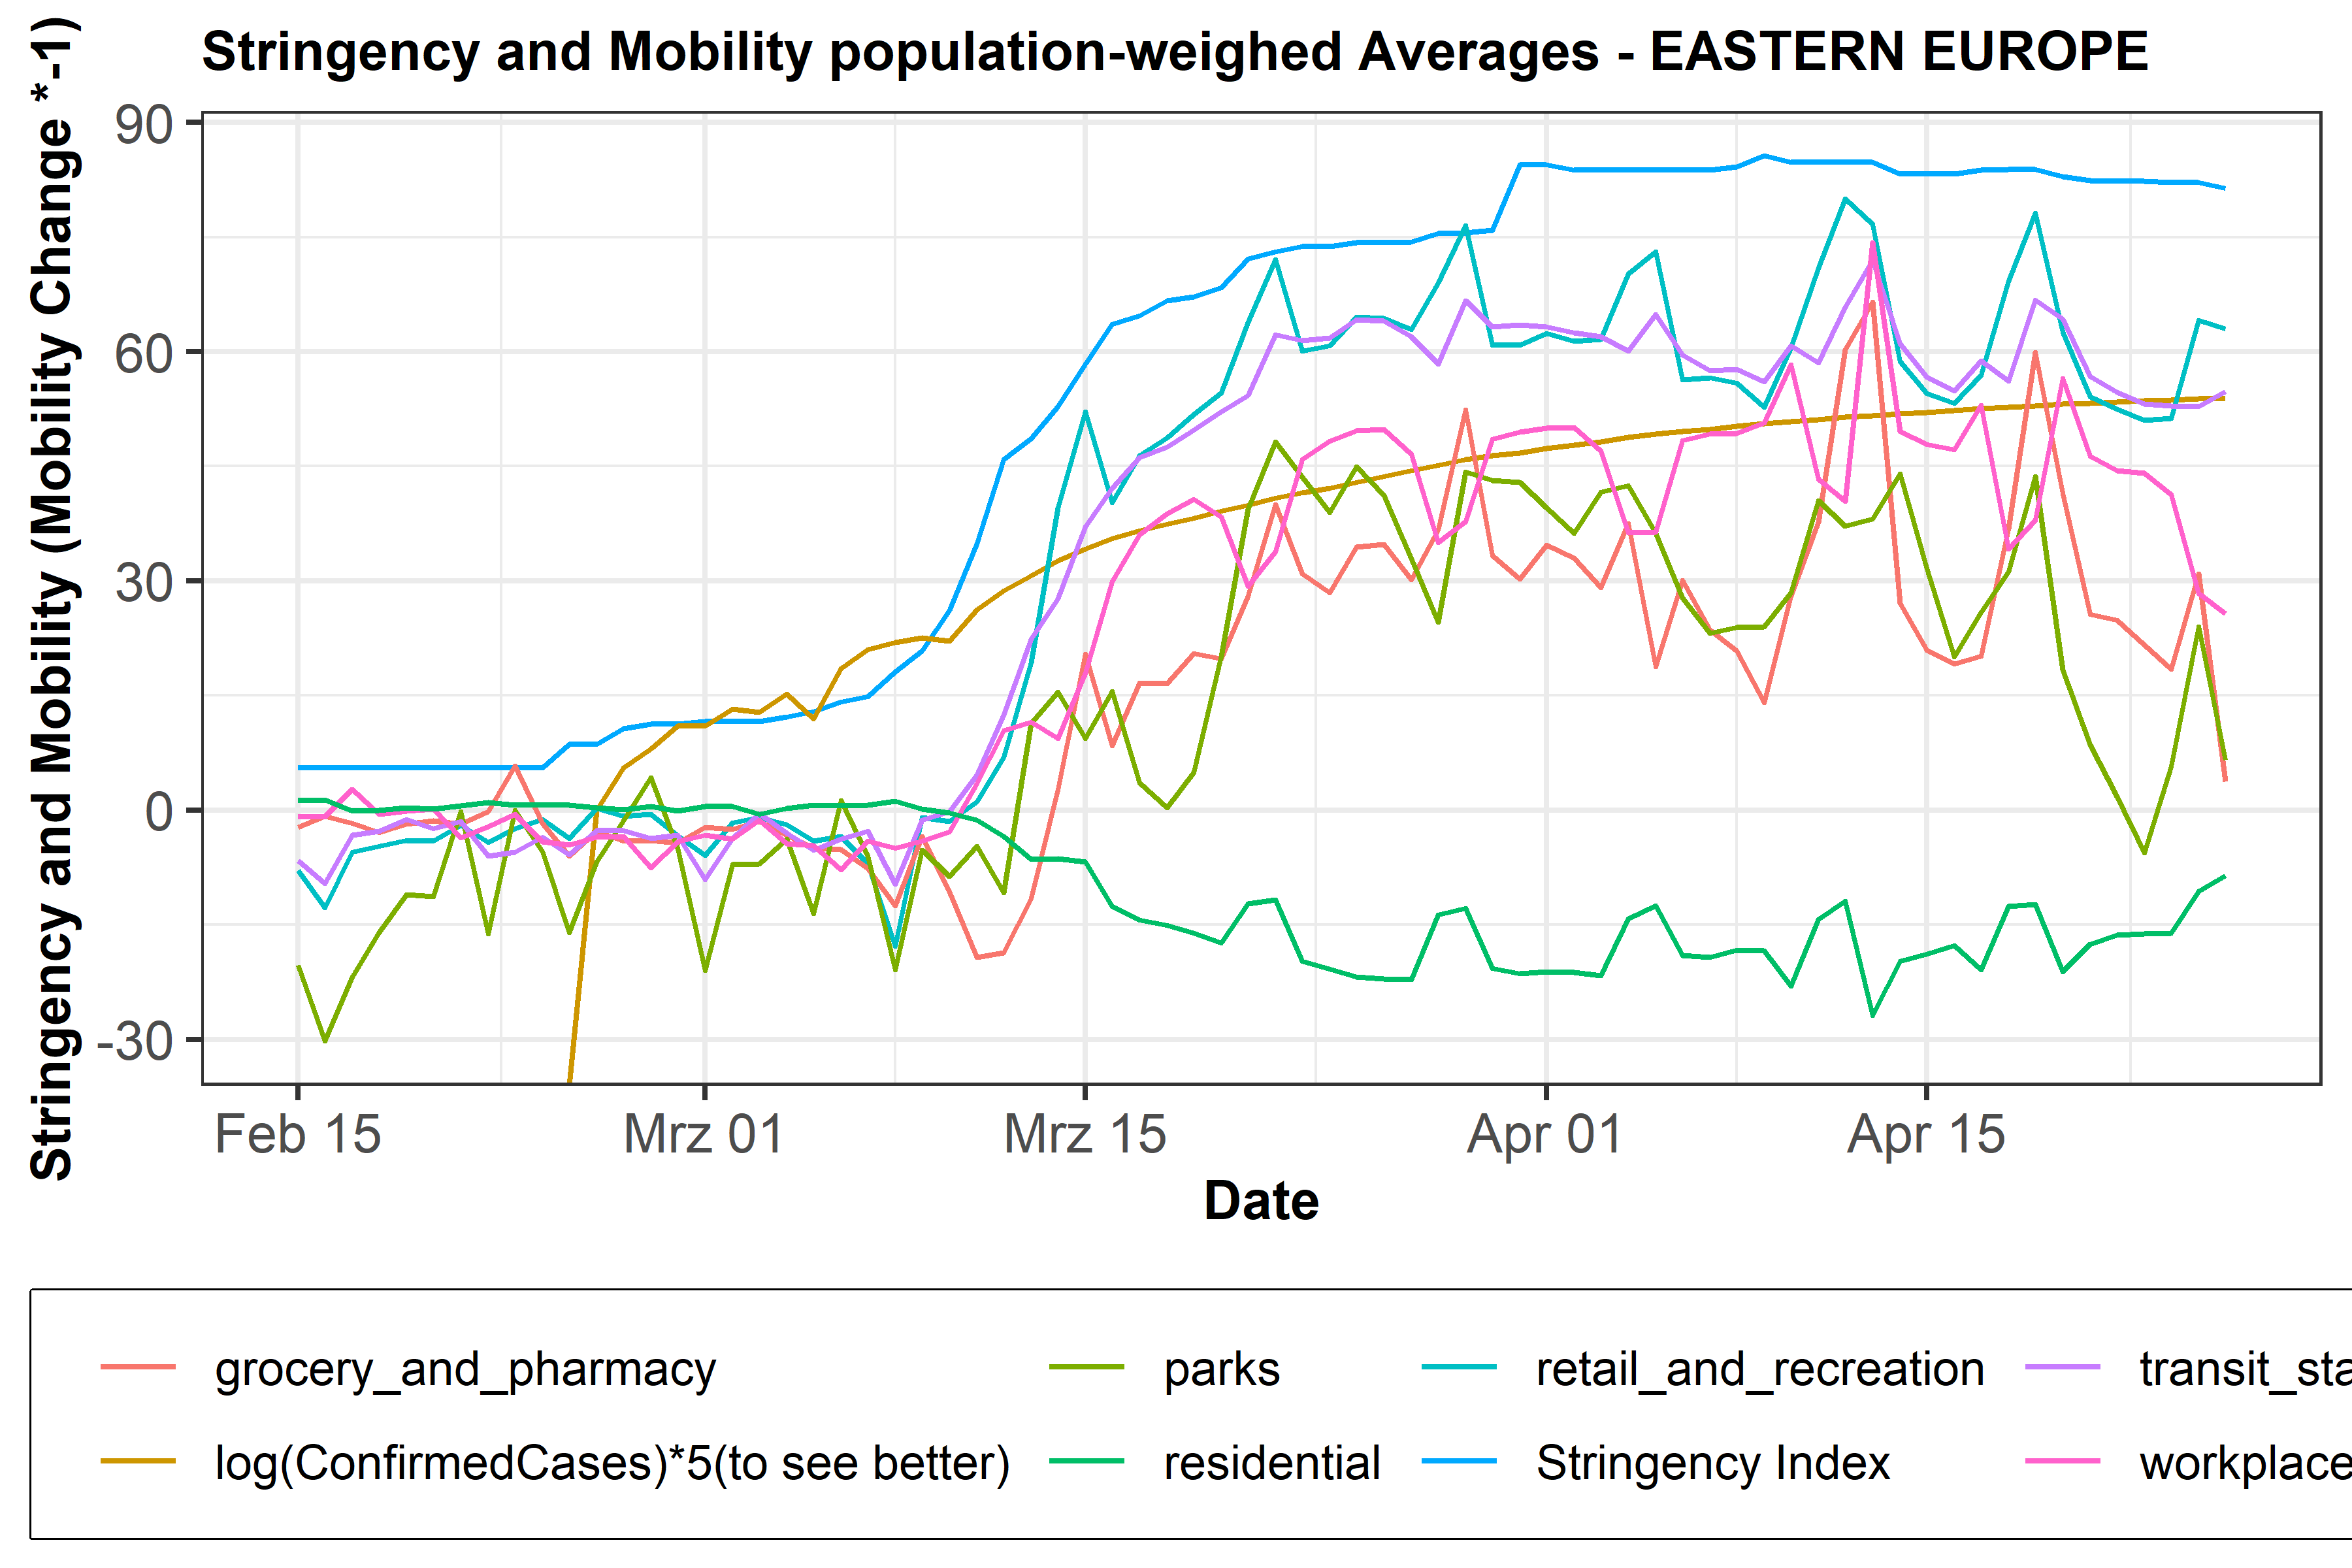 Stringency and Mobility population-weighed Averages - EASTERN EUROPE
Stringency and Mobility (Mobility Change *-1)
90
60
30
0
-30
Feb 15
Mrz 01
Mrz 15
Apr 01
Apr 15
Date
grocery_and_pharmacy
parks
retail_and_recreation
transit_sta
log(ConfirmedCases)*5(to see better)
residential
Stringency Index
workplace